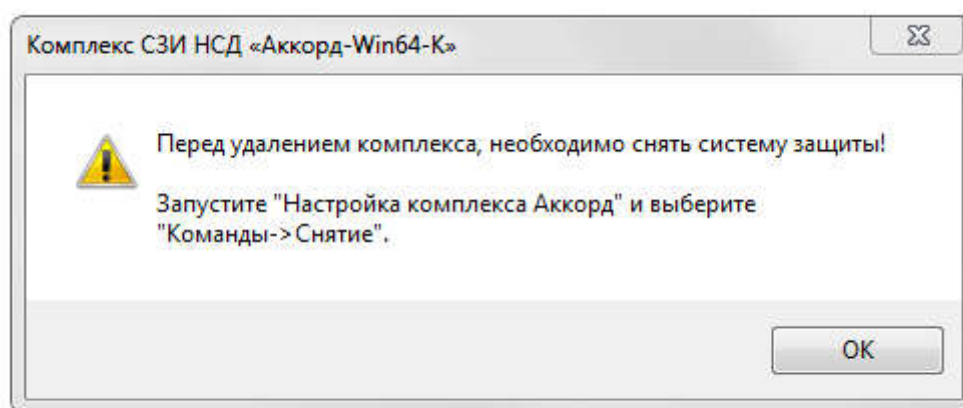 Комплекс СЗИ НСД «Аккорд-Win64-К»
Перед удалением комплекса, необходимо снять систему защиты!
Запустите "Настройка комплекса Аккорд" и выберите
"Команды->Снятие".
ОК